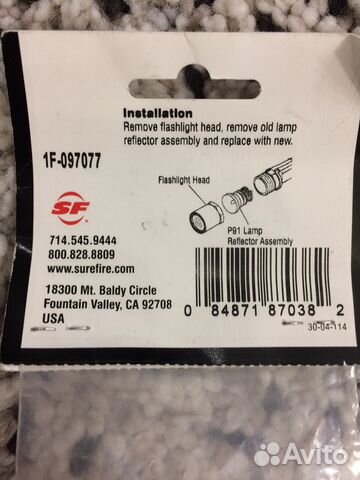 Installation
Remove flashlight head, remove old lamp
reflector assembly and replace with new.
1F-097077
Flashlight Head
P91 Lamp
Reflector Assembly
SF
714.545.9444
800.828.8809
www.surefire.com
18300 Mt. Baldy Circle
Fountain Valley, CA 92708
USA
0 84871 87038 2
30-04-114
Avito